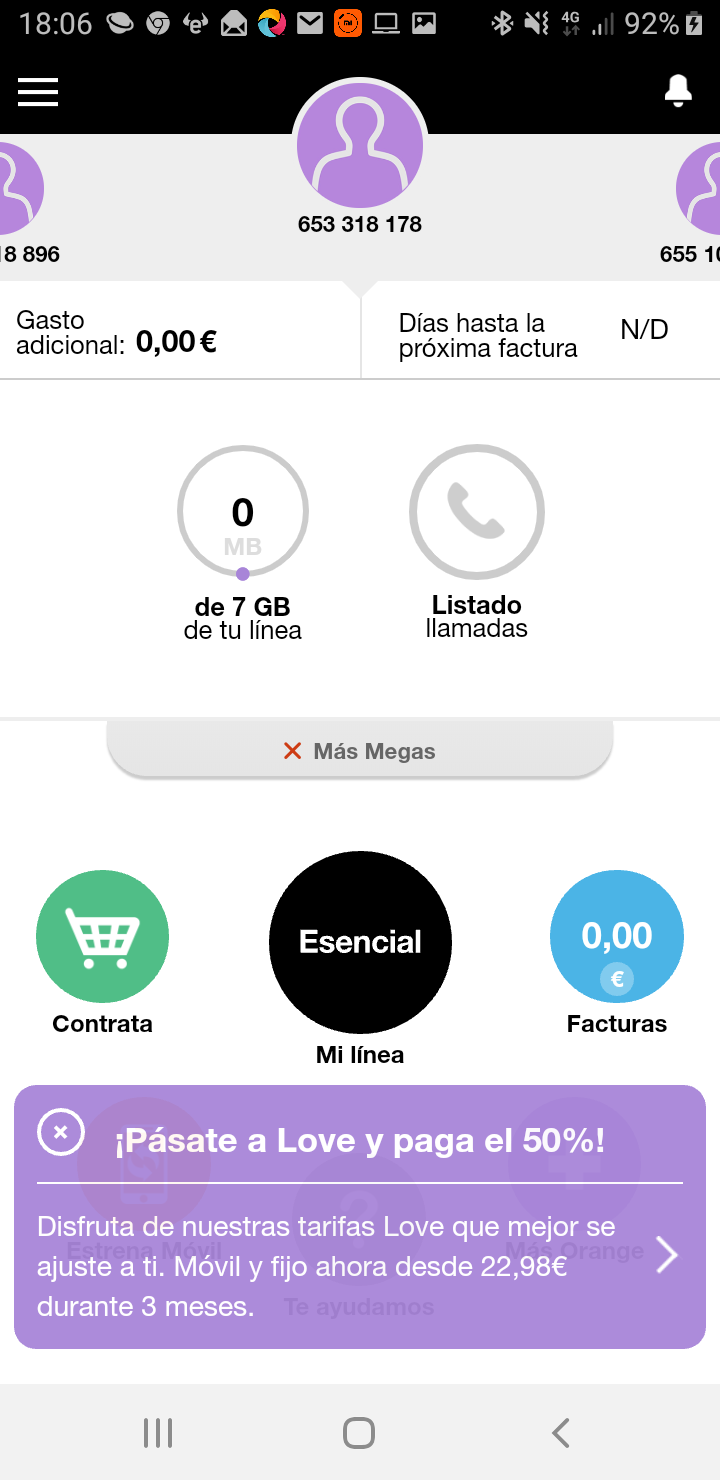 18:06
4G
92%
653 318 178
18 896
655 10
Gasto
adicional: 0,00 €
Días hasta la
próxima factura
N/D
0
MB
de 7 GB
de tu línea
Listado
llamadas
Más Megas
Esencial
0,00
€
Contrata
Mi línea
Facturas
¡Pásate a Love y paga el 50%!
Disfruta de nuestras tarifas Love que mejor se
ajuste a ti. Móvil y fijo ahora desde 22,98€
durante 3 meses.
Estrena Móvil
Más Orange
Te ayudamos